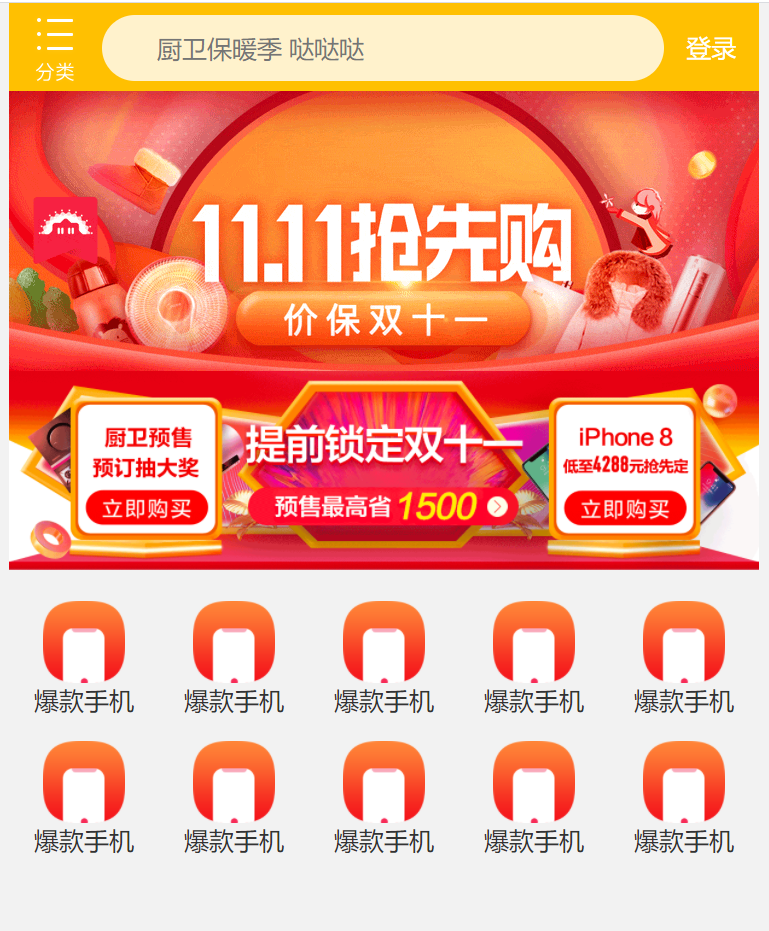 分类
厨卫保暖季 哒哒哒
登录
11.11抢先购
价保双十一
厨卫预售
预订抽大奖
立即购买
提前锁定双十一
预售最高省1500
iPhone 8
低至4288元抢先定
立即购买
爆款手机 爆款手机 爆款手机 爆款手机 爆款手机
爆款手机 爆款手机 爆款手机 爆款手机 爆款手机